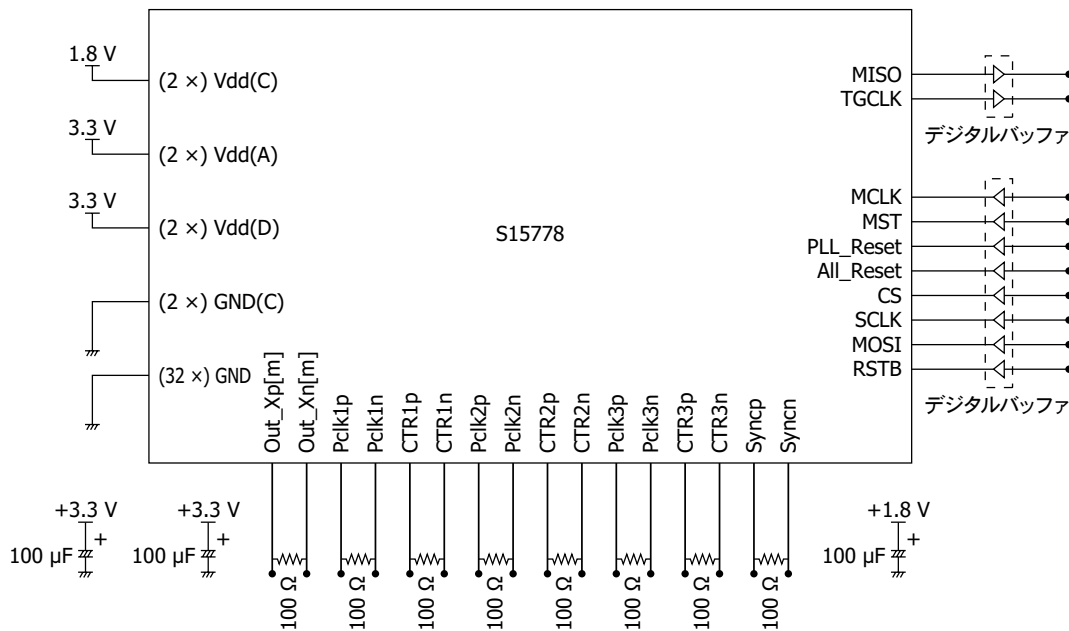 1.8 V
(2 ×) Vdd(C)
3.3 V
(2 ×) Vdd(A)
3.3 V
(2 ×) Vdd(D)
(2 ×) GND(C)
(32 ×) GND
S15778
MISO
TGCLK
デジタルバッファ
MCLK
MST
PLL_Reset
All_Reset
CS
SCLK
MOSI
RSTB
デジタルバッファ
Out_Xp[m]
Out_Xn[m]
Pclk1p
Pclk1n
CTR1p
CTR1n
Pclk2p
Pclk2n
CTR2p
CTR2n
Pclk3p
Pclk3n
CTR3p
CTR3n
Syncp
Syncn
+3.3 V
+
100 µF
+3.3 V
+
100 µF
100 Ω
100 Ω
100 Ω
100 Ω
100 Ω
100 Ω
100 Ω
100 Ω
+1.8 V
+
100 µF